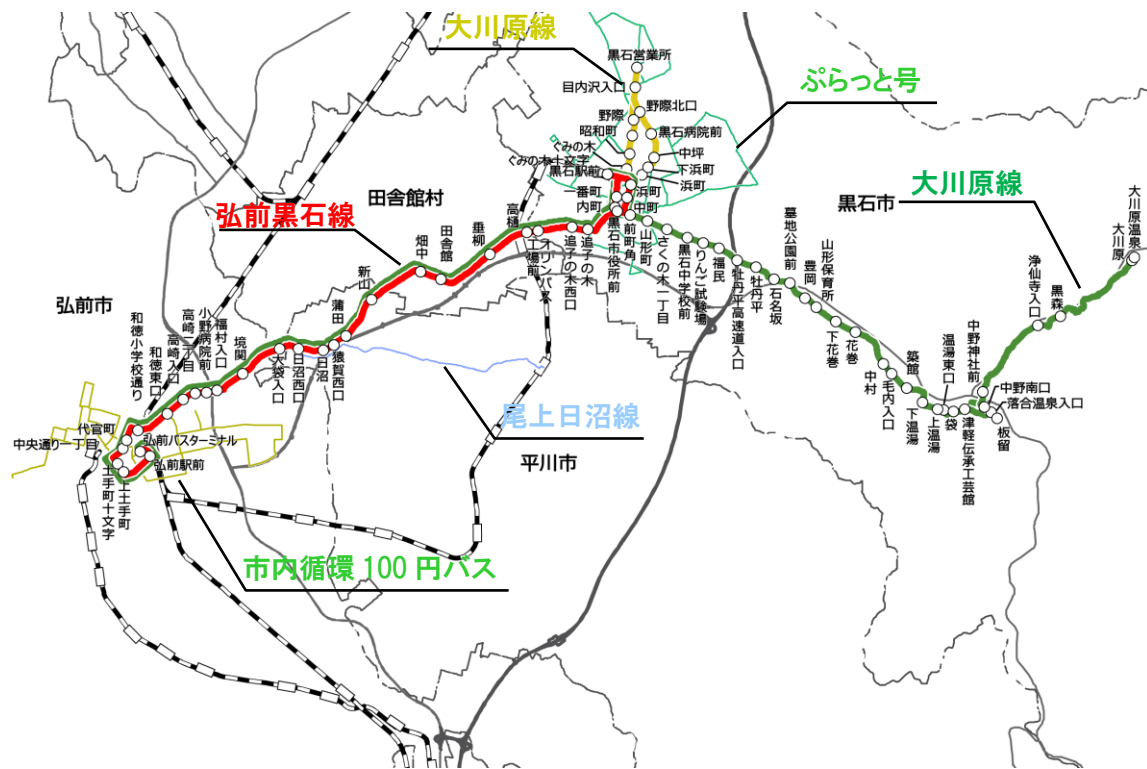 大川原線
黒石営業所
ぷらっと号
目内沢入口
野際北口
野際
昭和町
黒石病院前
ぐみの木
中坪
ぐみの木十文字
下浜町
黒石駅前
浜町
大川原線
田舎館村
黒石市
一番町
浜町
内町
中町
弘前黒石線
大川原温泉
大川原
高樋
垂柳
田舎館
畑中
新山
蒲田
工場前
オリンパス
追子の木西口
追子の木
黒石市役所前
前町角
山形町
さくの木一丁目
黒石中学校前
りんご試験場
福民
牡丹平高速道入口
牡丹平
石名坂
墓地公園前
豊岡
山形保育所
下花巻
花巻
中村
毛内入口
築館
下温湯
温湯東口
上温湯
袋
津軽伝承工芸館
中野神社前
浄仙寺入口
黒森
中野南口
落合温泉入口
板留
弘前市
和徳小学校通り
和徳東口
高崎入口
高崎一丁目
小野病院前
福村入口
境関
大袋入口
日沼西口
日沼
猿賀西口
尾上日沼線
代官町
中央通り一丁目
弘前バスターミナル
弘前駅前
平川市
土手町十文字
上土手町
市内循環100円バス